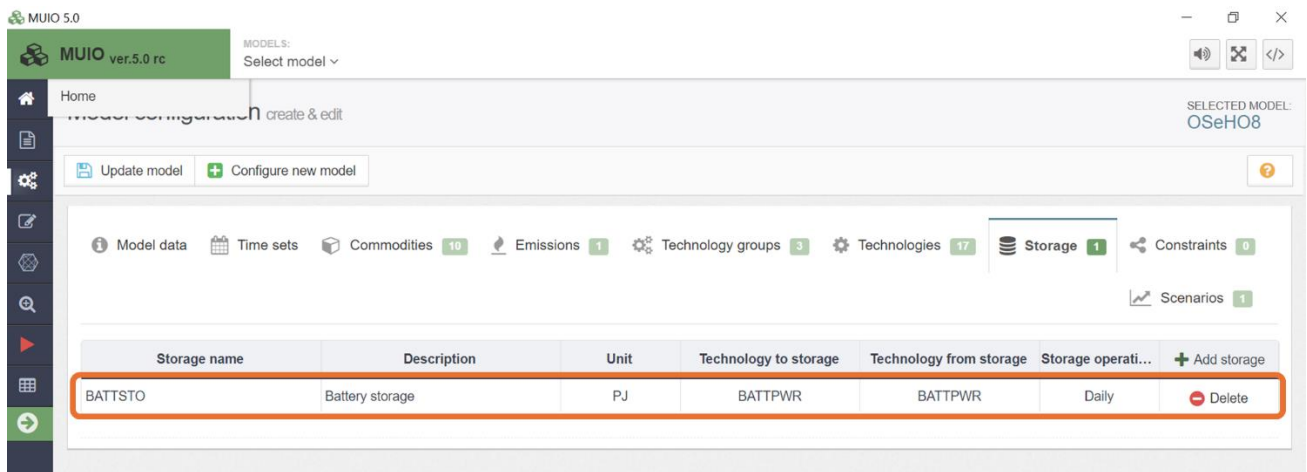 MUIO 5.0
MUIO ver.5.0 rc
MODELS:
Select model
Home
Model configuration create & edit
SELECTED MODEL:
OSeHO8
Update model
Configure new model
Model data
Time sets
Commodities 10
Emissions 1
Technology groups 3
Technologies 17
Storage 1
Constraints 0
Scenarios 1
Storage name Description Unit Technology to storage Technology from storage Storage operati... Add storage
BATTSTO Battery storage PJ BATTPWR BATTPWR Daily Delete